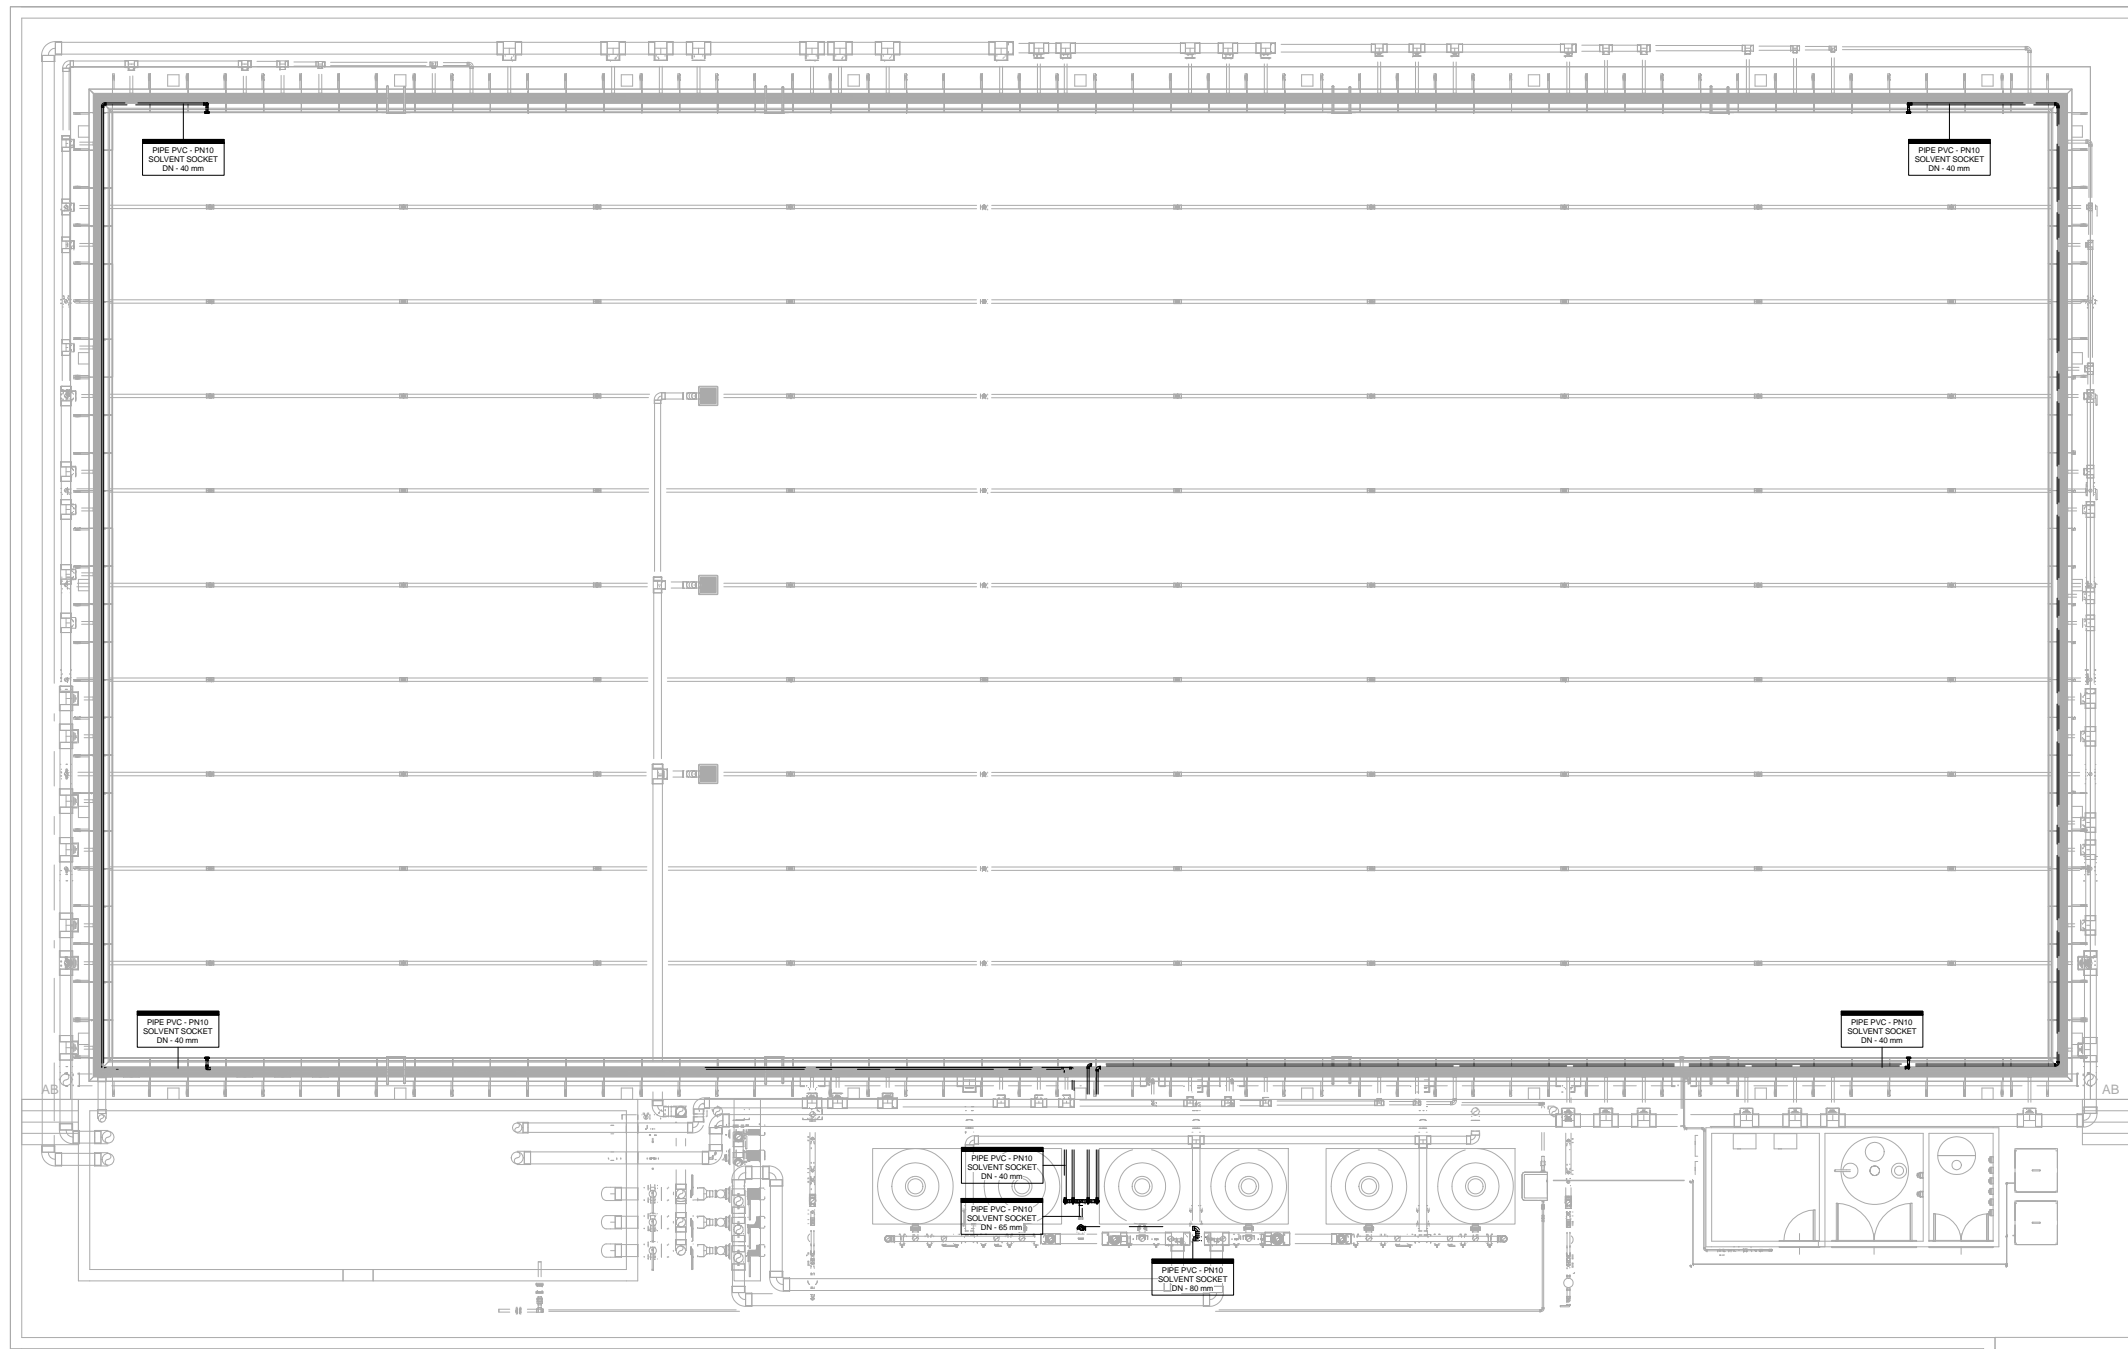 PIPE PVC - PN10
SOLVENT SOCKET
DN - 40 mm
PIPE PVC - PN10
SOLVENT SOCKET
DN - 40 mm
PIPE PVC - PN10
SOLVENT SOCKET
DN - 40 mm
PIPE PVC - PN10
SOLVENT SOCKET
DN - 40 mm
AB
AB
PIPE PVC - PN10
SOLVENT SOCKET
DN - 40 mm
PIPE PVC - PN10
SOLVENT SOCKET
DN - 65 mm
PIPE PVC - PN10
SOLVENT SOCKET
DN - 80 mm